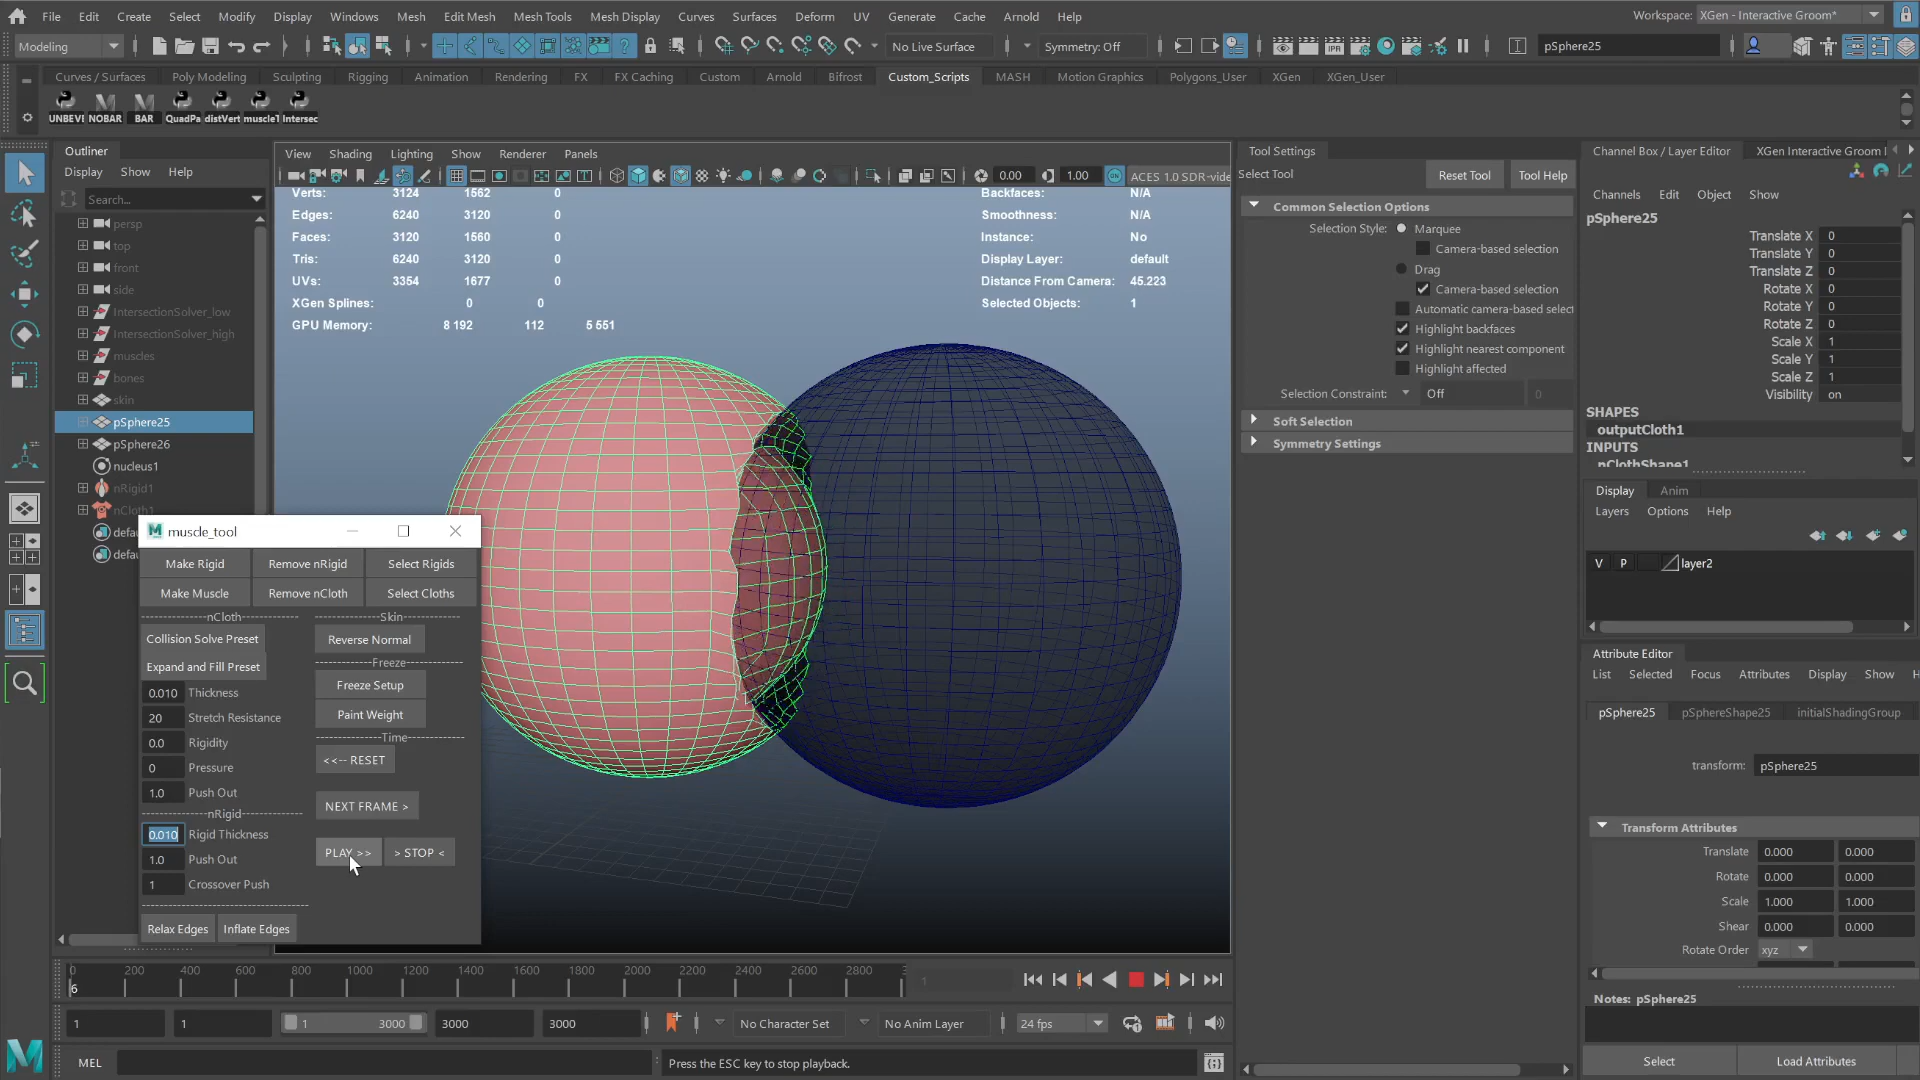 File Edit Create Select Modify Display Windows Mesh Edit Mesh Mesh Tools Mesh Display Curves Surfaces Deform UV Generate Cache Arnold Help
Workspace: XGen - Interactive Groom*
Modeling
No Live Surface
Symmetry: Off
IPR
pSphere25
Curves / Surfaces Poly Modeling Sculpting Rigging Animation Rendering FX FX Caching Custom Arnold Bifrost Custom_Scripts MASH Motion Graphics Polygons_User XGen XGen_User
UNBEVI NOBAR BAR QuadPa distVert muscleT Intersec
Outliner
Display Show Help
Search...
persp
top
front
side
IntersectionSolver_low
IntersectionSolver_high
muscles
bones
skin
pSphere25
pSphere26
nucleus1
nRigid1
nCloth1
defau
defau
View Shading Lighting Show Renderer Panels
0.00
1.00
ACES 1.0 SDR-vide
Verts: 3124 1562 0
Edges: 6240 3120 0
Faces: 3120 1560 0
Tris: 6240 3120 0
UVs: 3354 1677 0
XGen Splines: 0 0
GPU Memory: 8 192 112 5 551
Backfaces: N/A
Smoothness: N/A
Instance: No
Display Layer: default
Distance From Camera: 45.223
Selected Objects: 1
muscle_tool
Make Rigid Remove nRigid Select Rigids
Make Muscle Remove nCloth Select Cloths
nCloth
Collision Solve Preset
Expand and Fill Preset
0.010 Thickness
20 Stretch Resistance
0.0 Rigidity
0 Pressure
1.0 Push Out
nRigid
0.010 Rigid Thickness
1.0 Push Out
1 Crossover Push
Relax Edges Inflate Edges
Skin
Reverse Normal
Freeze
Freeze Setup
Paint Weight
Time
<<-- RESET
NEXT FRAME >
PLAY >> > STOP <
Tool Settings
Select Tool Reset Tool Tool Help
Common Selection Options
Selection Style: Marquee
Camera-based selection
Drag
Camera-based selection
Automatic camera-based select
Highlight backfaces
Highlight nearest component
Highlight affected
Selection Constraint: Off 0
Soft Selection
Symmetry Settings
Channel Box / Layer Editor XGen Interactive Groom
Channels Edit Object Show
pSphere25
Translate X 0
Translate Y 0
Translate Z 0
Rotate X 0
Rotate Y 0
Rotate Z 0
Scale X 1
Scale Y 1
Scale Z 1
Visibility on
SHAPES
outputCloth1
INPUTS
nClothShape1
Display Anim
Layers Options Help
V P layer2
Attribute Editor
List Selected Focus Attributes Display Show H
pSphere25 pSphereShape25 initialShadingGroup
transform: pSphere25
Transform Attributes
Translate 0.000 0.000
Rotate 0.000 0.000
Scale 1.000 1.000
Shear 0.000 0.000
Rotate Order xyz
Notes: pSphere25
Select Load Attributes
0 200 400 600 800 1000 1200 1400 1600 1800 2000 2200 2400 2600 2800
6
1
1 1 1 3000 3000 3000
No Character Set
No Anim Layer
24 fps
MEL
Press the ESC key to stop playback.